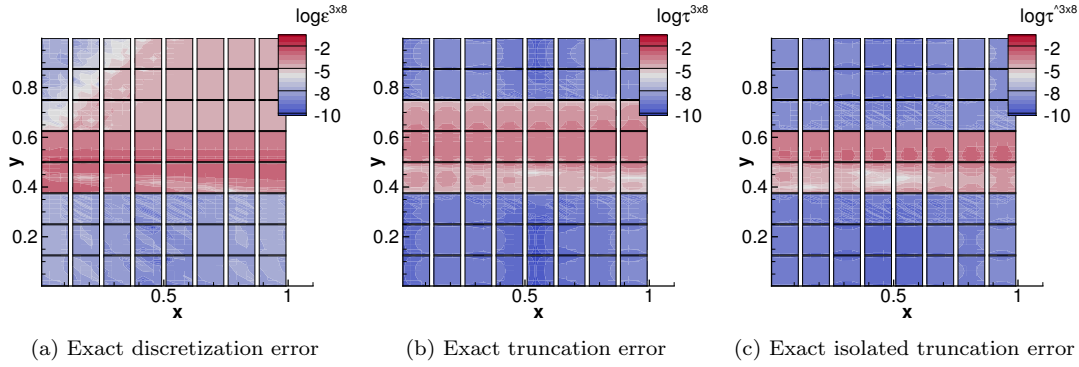 logε^3x8
-2
-5
-8
-10
0.8
0.6
0.4
0.2
y
0.5
1
x
(a) Exact discretization error
logτ^3x8
-2
-5
-8
-10
0.8
0.6
0.4
0.2
y
0.5
1
x
(b) Exact truncation error
logτ^^3x8
-2
-5
-8
-10
0.8
0.6
0.4
0.2
y
0.5
1
x
(c) Exact isolated truncation error